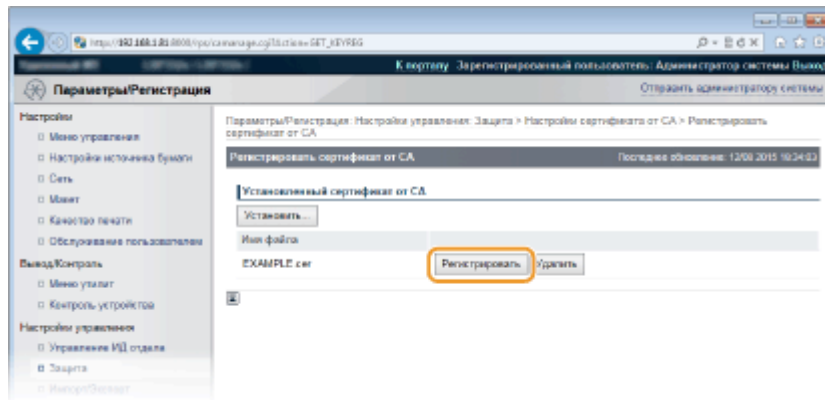 К порталу Зарегистрированный пользователь: Администратор системы Выход
Параметры/Регистрация
Отправить администратору системы
Настройки
Меню управления
Настройки источника бумаги
Сеть
Макет
Качество печати
Обслуживание пользователем
Вывод/Контроль
Меню утилит
Контроль устройства
Настройки управления
Управление ИД отдела
Защита
Импорт/Экспорт
Параметры/Регистрация: Настройки управления: Защита > Настройки сертификата от CA > Регистрировать
сертификат от CA
Регистрировать сертификат от CA
Последнее обновление: 12/08 2015 18:34:03
Установленный сертификат от CA
Установить...
Имя файла
EXAMPLE.cer
Регистрировать
Удалить